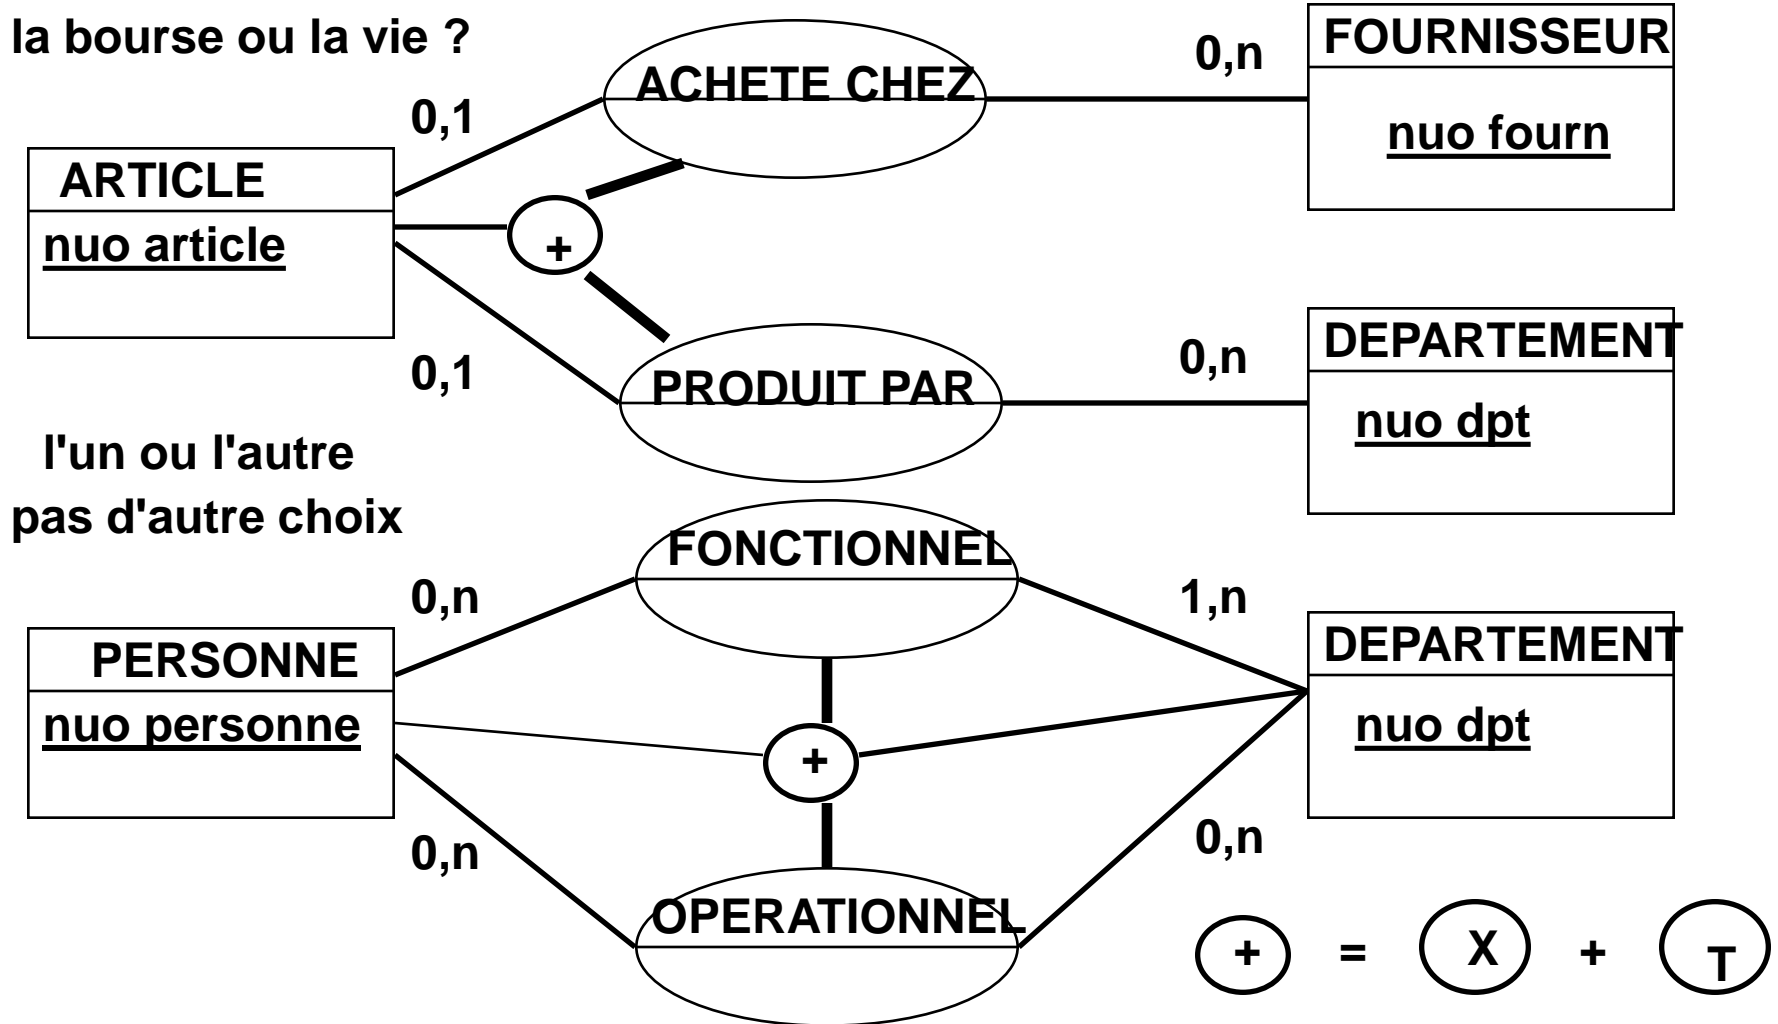 la bourse ou la vie ?
FOURNISSEUR
0,n
ACHETE CHEZ
0,1
nuo fourn
ARTICLE
nuo article
+
DEPARTEMENT
0,n
0,1
PRODUIT PAR
nuo dpt
l'un ou l'autre
pas d'autre choix
FONCTIONNEL
0,n
1,n
DEPARTEMENT
PERSONNE
nuo personne
nuo dpt
+
0,n
0,n
OPERATIONNEL
+ = X + T